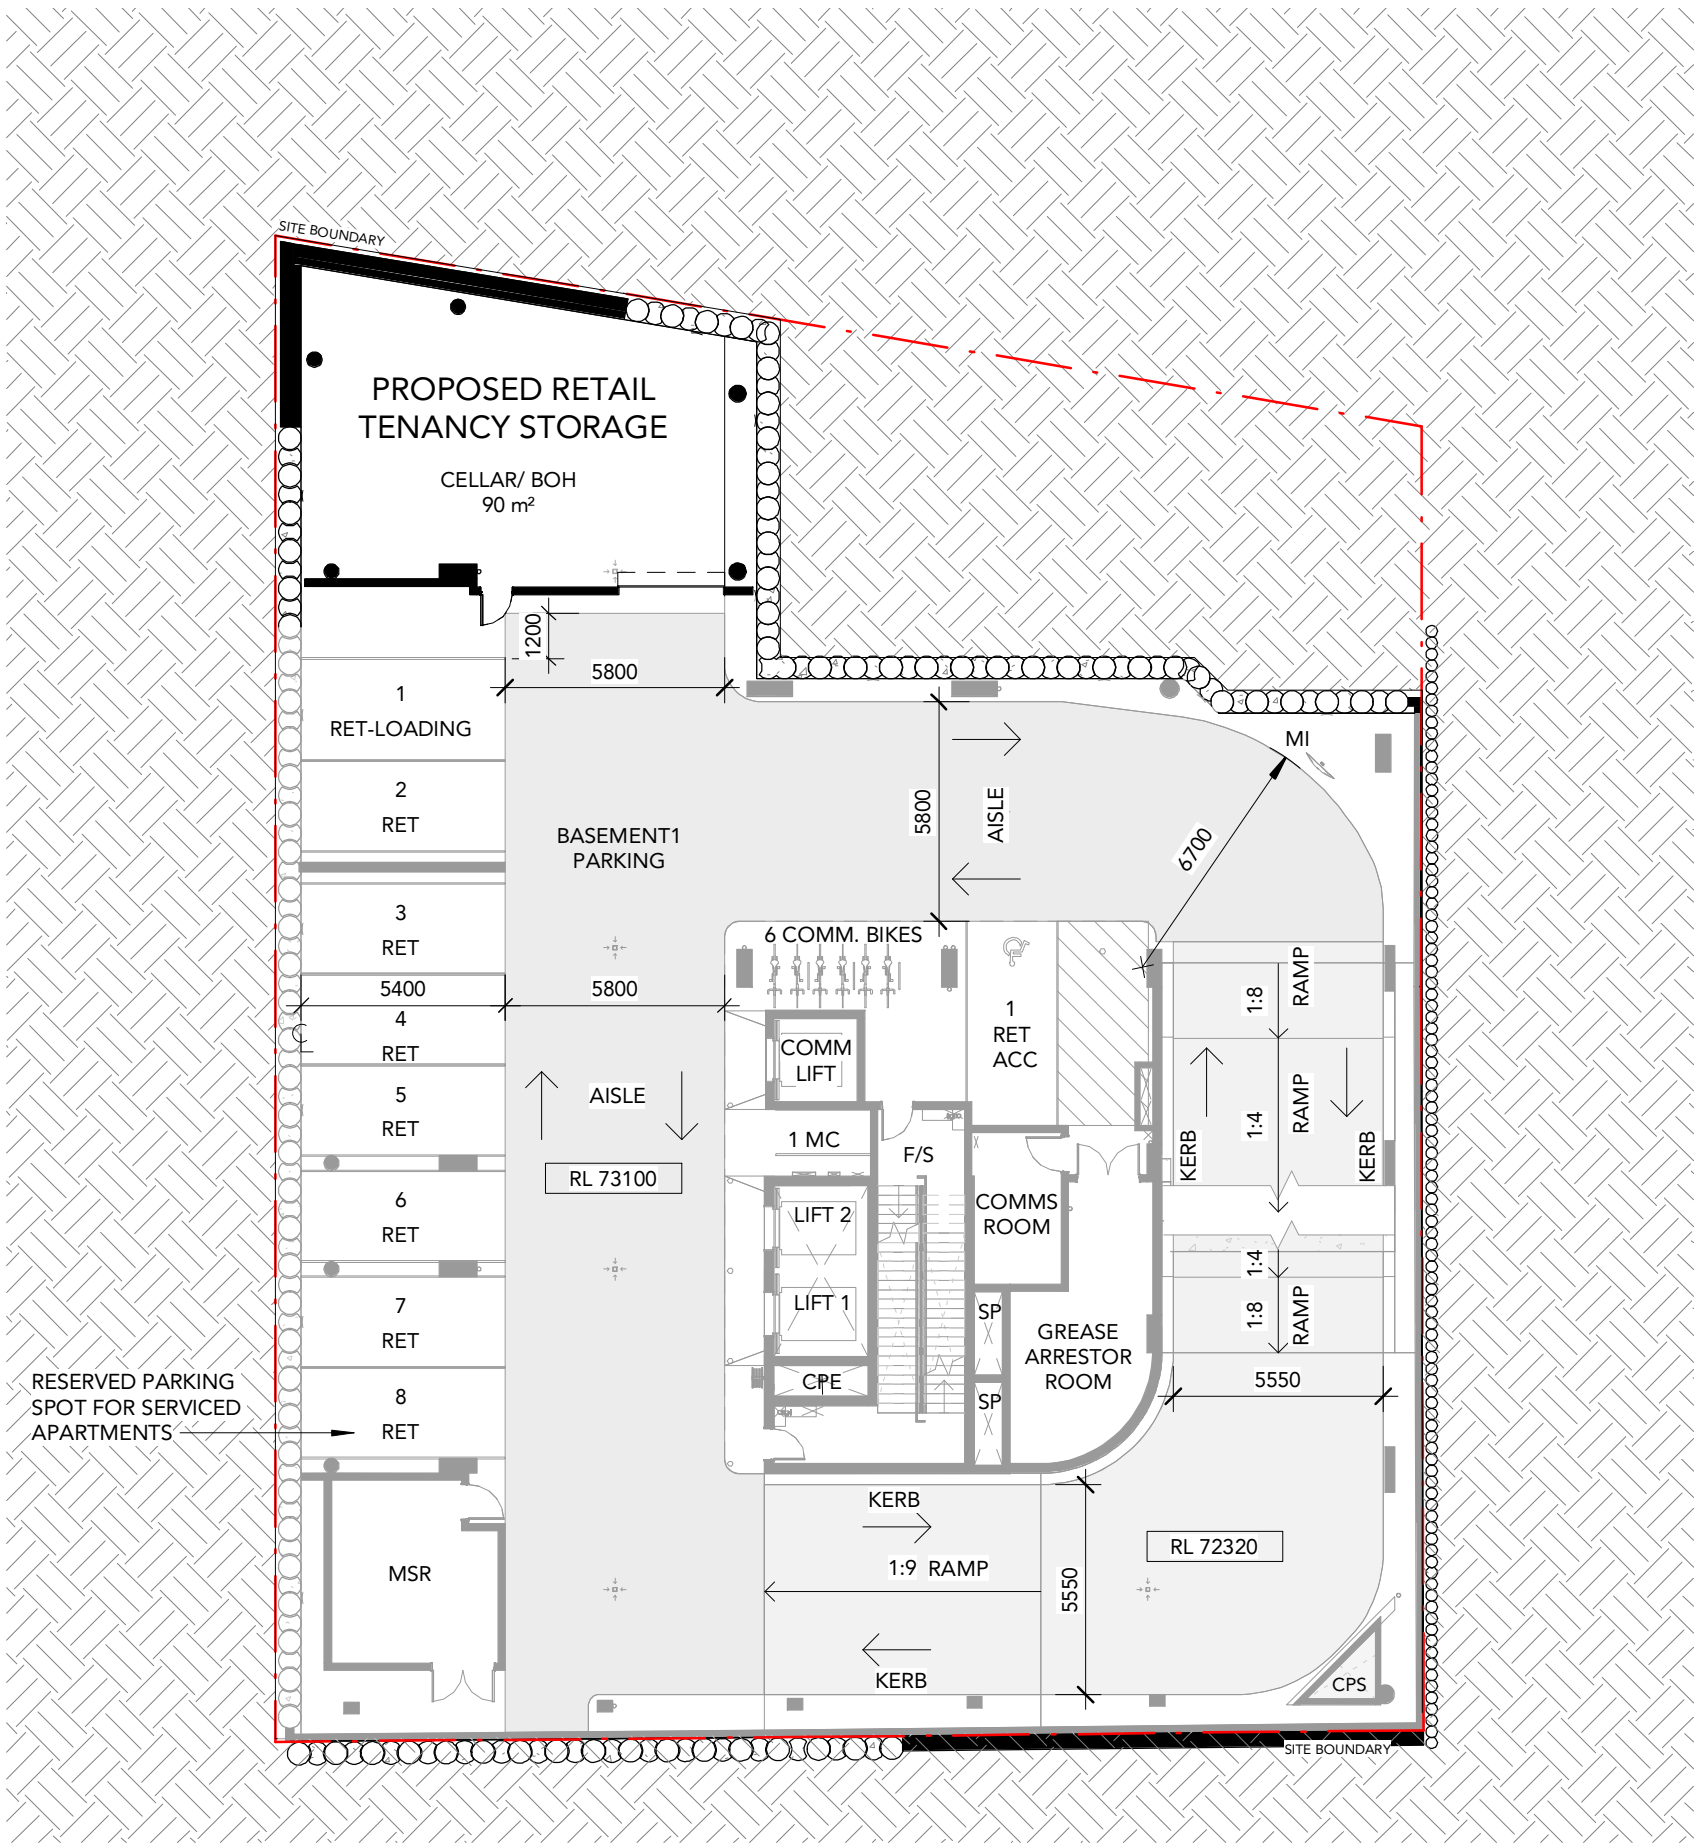 SITE BOUNDARY
PROPOSED RETAIL
TENANCY STORAGE
CELLAR/ BOH
90 m²
1200
5800
1
RET-LOADING
2
RET
BASEMENT1
PARKING
5800
AISLE
MI
6700
3
RET
5400
5800
4
RET
5
RET
AISLE
RL 73100
6
RET
7
RET
8
RET
RESERVED PARKING
SPOT FOR SERVICED
APARTMENTS
6 COMM. BIKES
COMM
LIFT
1
RET
ACC
1 MC
F/S
LIFT 2
LIFT 1
CPE
COMMS
ROOM
SP
SP
GREASE
ARRESTOR
ROOM
1:8
RAMP
KERB
1:4
RAMP
KERB
1:4
1:8
RAMP
5550
MSR
KERB
1:9 RAMP
KERB
5550
RL 72320
CPS
SITE BOUNDARY